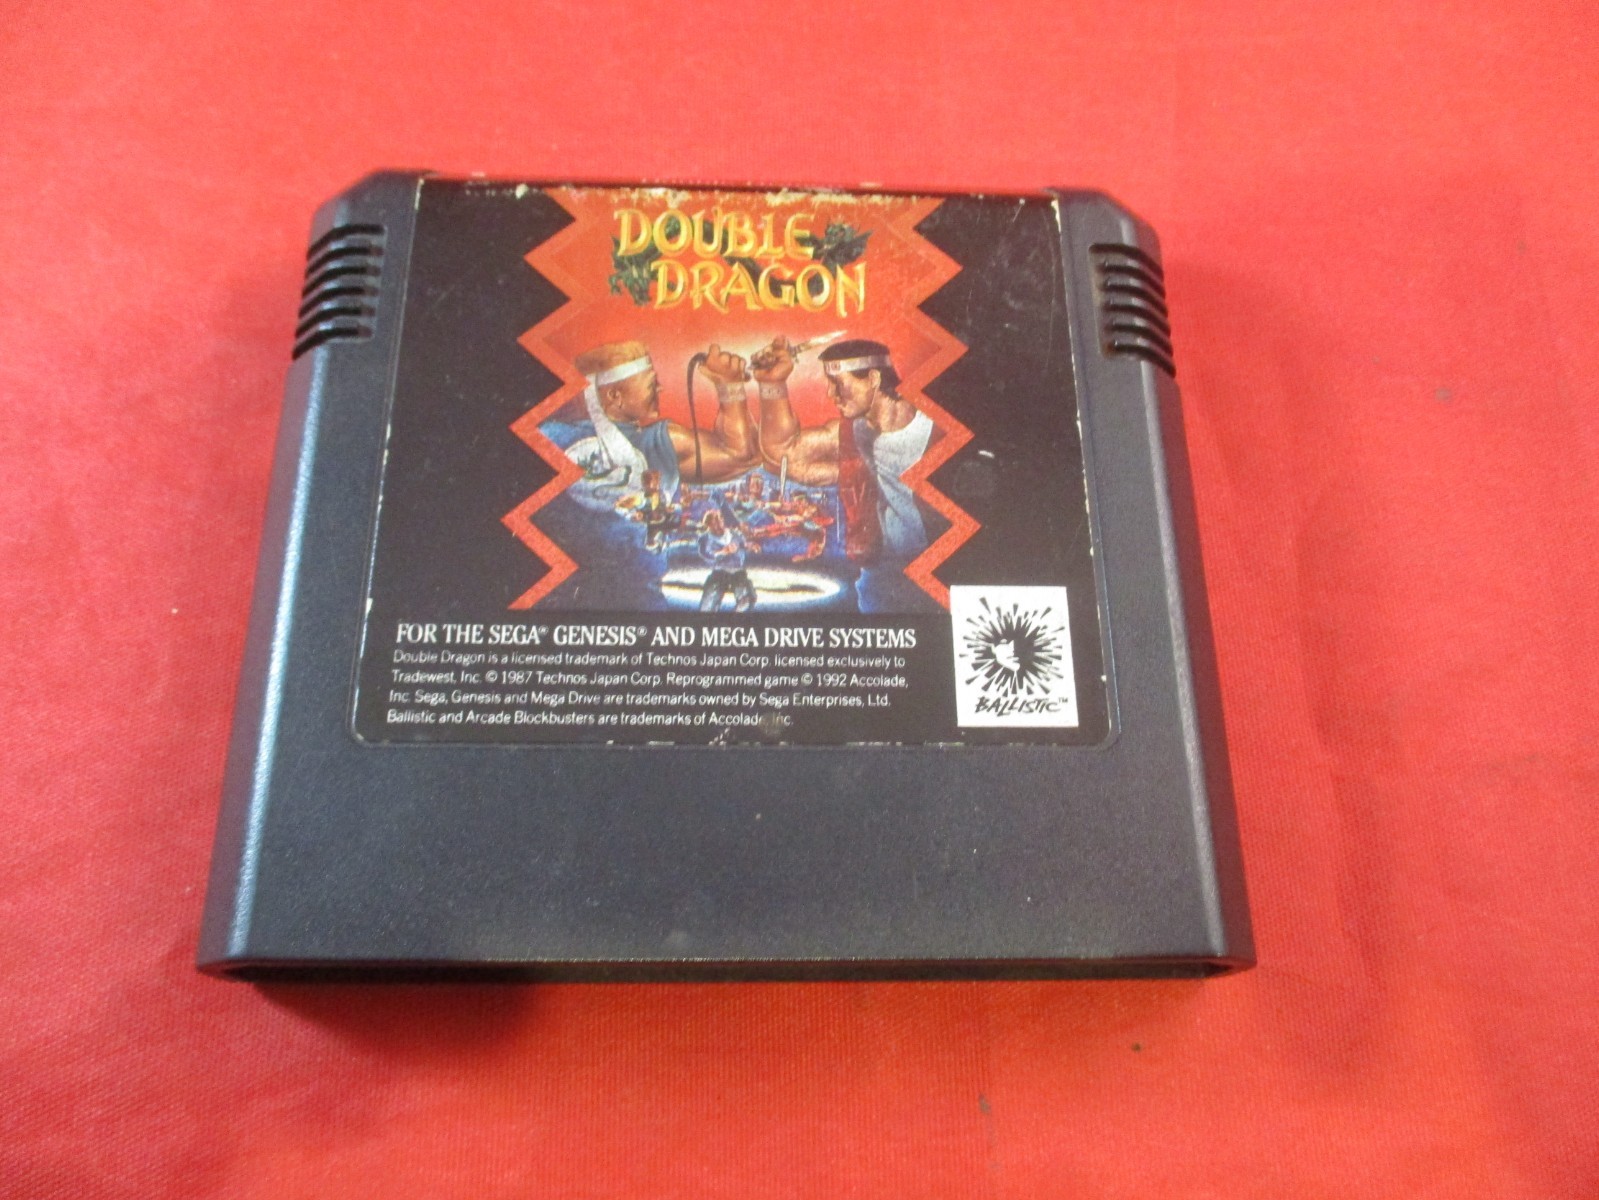 DOUBLE
DRAGON
FOR THE SEGA® GENESIS® AND MEGA DRIVE SYSTEMS
Double Dragon is a licensed trademark of Technos Japan Corp. licensed exclusively to
Tradewest, Inc. © 1987 Technos Japan Corp. Reprogrammed game © 1992 Accolade,
Inc. Sega, Genesis and Mega Drive are trademarks owned by Sega Enterprises, Ltd.
Ballistic and Arcade Blockbusters are trademarks of Accolade, Inc.
BALLISTIC™